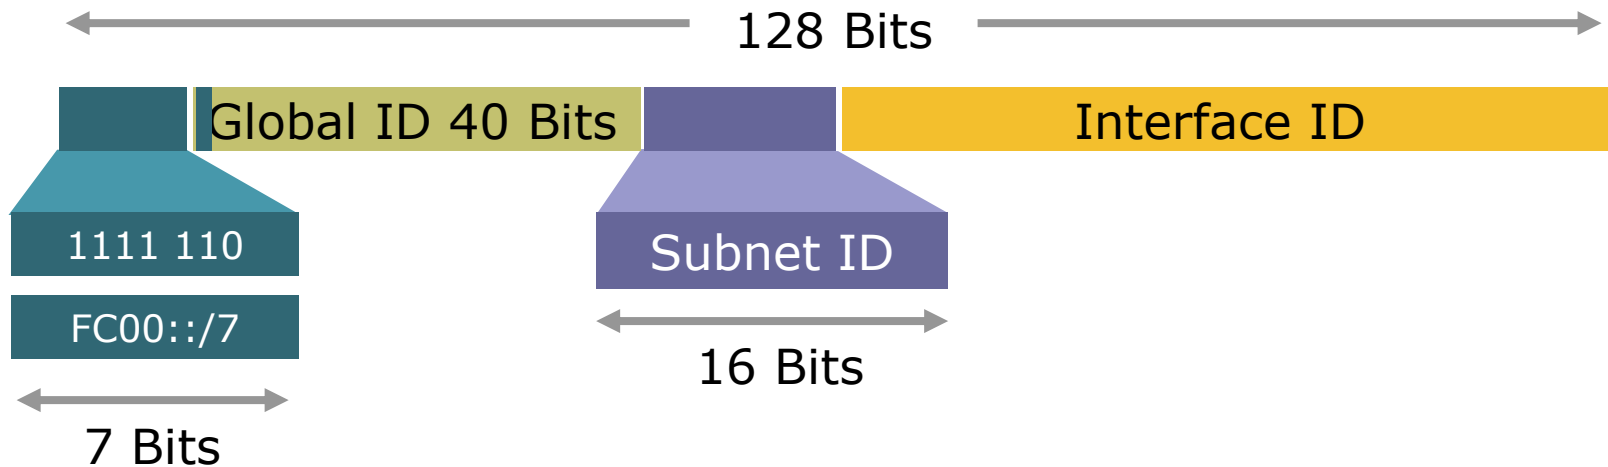 128 Bits
Global ID 40 Bits
Interface ID
1111 110
Subnet ID
FC00::/7
16 Bits
7 Bits